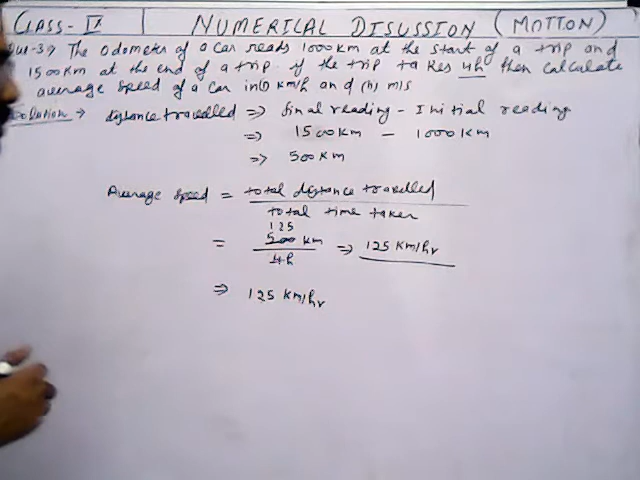 CLASS - IX NUMERICAL DISUSSION (MOTION)
Que-3) The odometer of a car reads 1000km at the start of a trip and
1500km at the end of a trip if the trip takes 4h then calculate
average speed of a car in (i) km/h and (ii) m/s
Solution → distance travelled => final reading - Initial reading
=> 1500km - 1000km
=> 500km
Average speed = total distance travelled
total time taken
125
= 500 km => 125 km/hr
4h
=> 125 km/hr